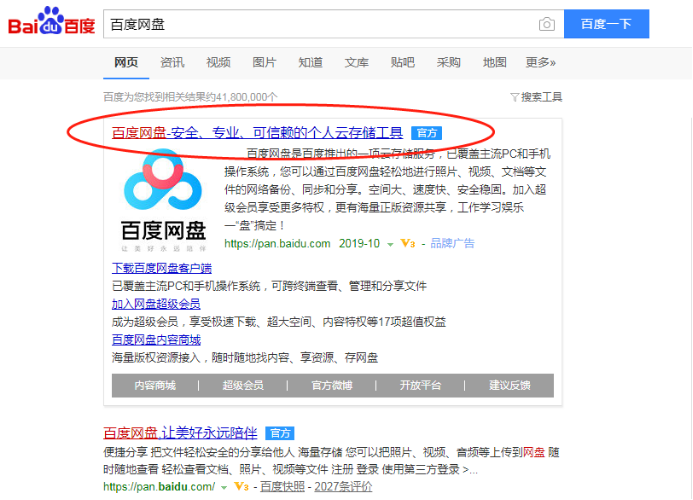 Baidu百度
百度网盘
百度一下
网页 资讯 视频 图片 知道 文库 贴吧 采购 地图 更多»
百度为您找到相关结果约41,800,000个
搜索工具
百度网盘-安全、专业、可信赖的个人云存储工具 官方
百度网盘是百度推出的一项云存储服务，已覆盖主流PC和手机
操作系统，您可以通过百度网盘轻松地进行照片、视频、文档等文
件的网络备份、同步和分享。空间大、速度快、安全稳固。加入超
级会员享受更多特权，更有海量正版资源共享，工作学习娱乐
一“盘”搞定！
百度网盘
让美好永远陪伴
https://pan.baidu.com 2019-10 V3 - 品牌广告
下载百度网盘客户端
已覆盖主流PC和手机操作系统，可跨终端查看、管理和分享文件
加入网盘超级会员
成为超级会员，享受极速下载、超大空间、内容特权等17项超值权益
百度网盘内容商城
海量版权资源接入，随时随地找内容、享资源、存网盘
内容商城 | 超级会员 | 官方微博 | 开放平台 | 建议反馈
百度网盘,让美好永远陪伴 官方
便捷分享 把文件轻松安全的分享给他人 海量存储 您可以把照片、视频、音频等上传到网盘 随
时随地查看 轻松查看文档、照片、视频等文件 注册 登录 使用第三方登录 >...
https://pan.baidu.com/ V3 - 百度快照 - 2027条评价